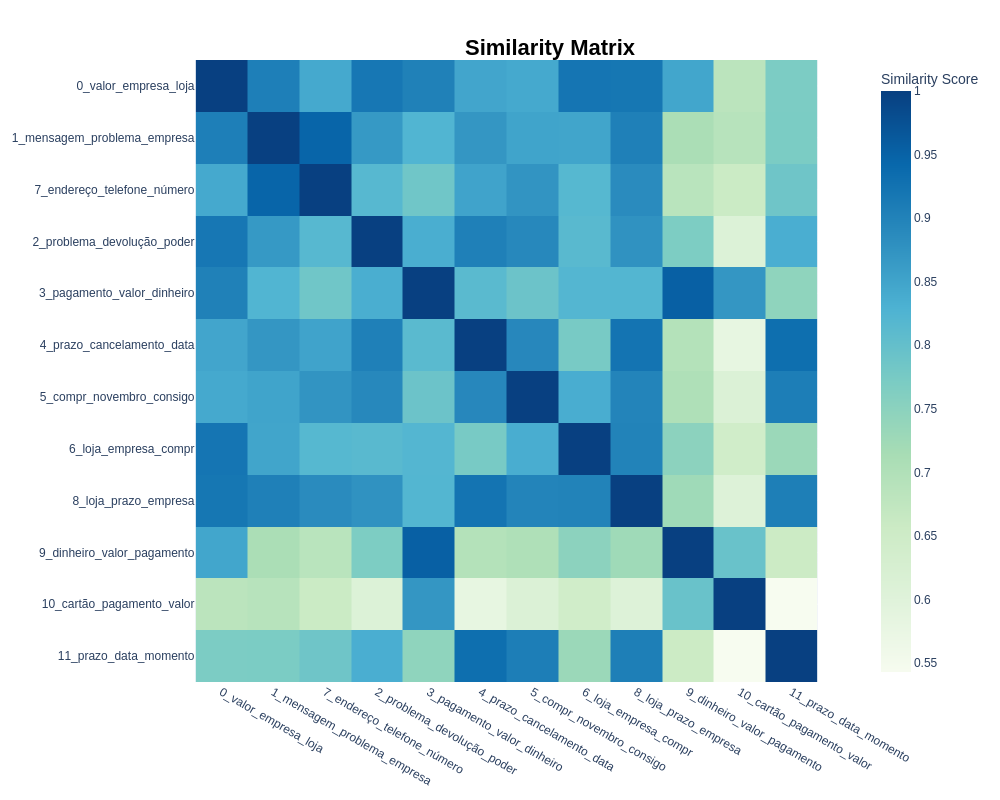 Similarity Matrix
Similarity Score
0_valor_empresa_loja
1_mensagem_problema_empresa
7_endereço_telefone_número
2_problema_devolução_poder
3_pagamento_valor_dinheiro
4_prazo_cancelamento_data
5_compr_novembro_consigo
6_loja_empresa_compr
8_loja_prazo_empresa
9_dinheiro_valor_pagamento
10_cartão_pagamento_valor
11_prazo_data_momento
0_valor_empresa_loja
1_mensagem_problema_empresa
7_endereço_telefone_número
2_problema_devolução_poder
3_pagamento_valor_dinheiro
4_prazo_cancelamento_data
5_compr_novembro_consigo
6_loja_empresa_compr
8_loja_prazo_empresa
9_dinheiro_valor_pagamento
10_cartão_pagamento_valor
11_prazo_data_momento
1
0.95
0.9
0.85
0.8
0.75
0.7
0.65
0.6
0.55